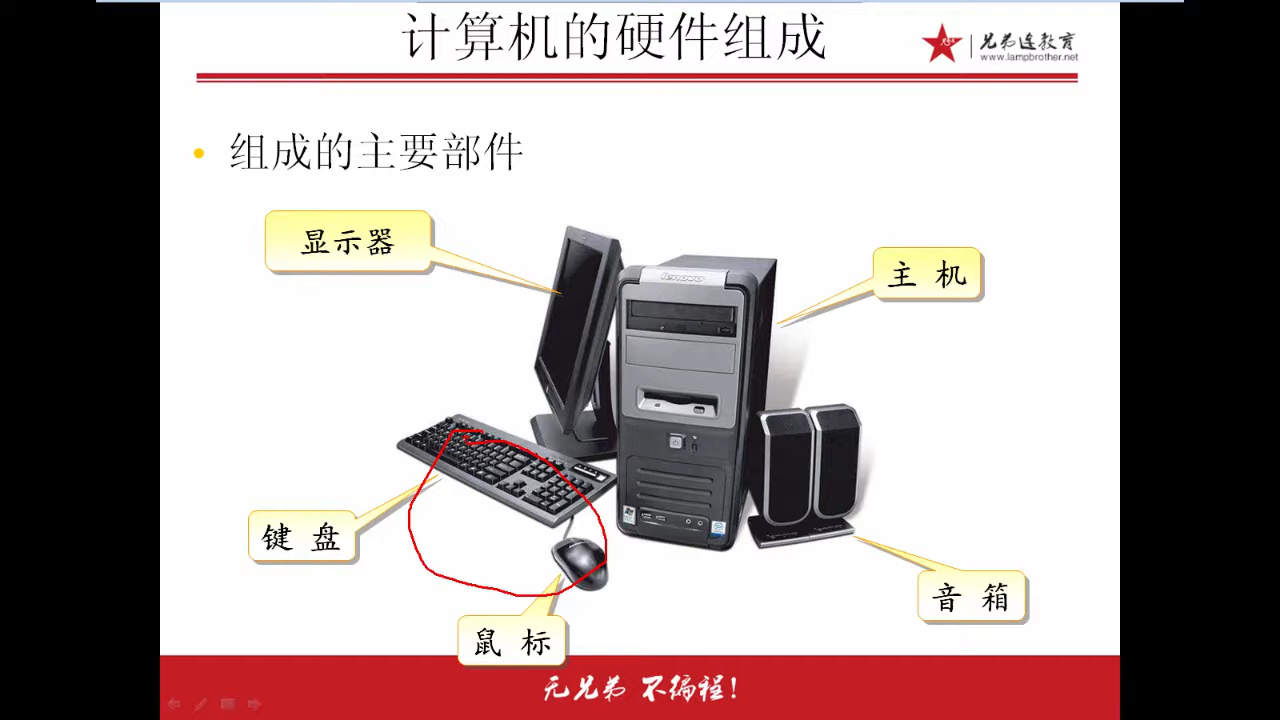 计算机的硬件组成
兄弟连教育
www.lampbrother.net
• 组成的主要部件
显示器
主 机
lenovo
键 盘
鼠 标
音 箱
无兄弟 不编程!